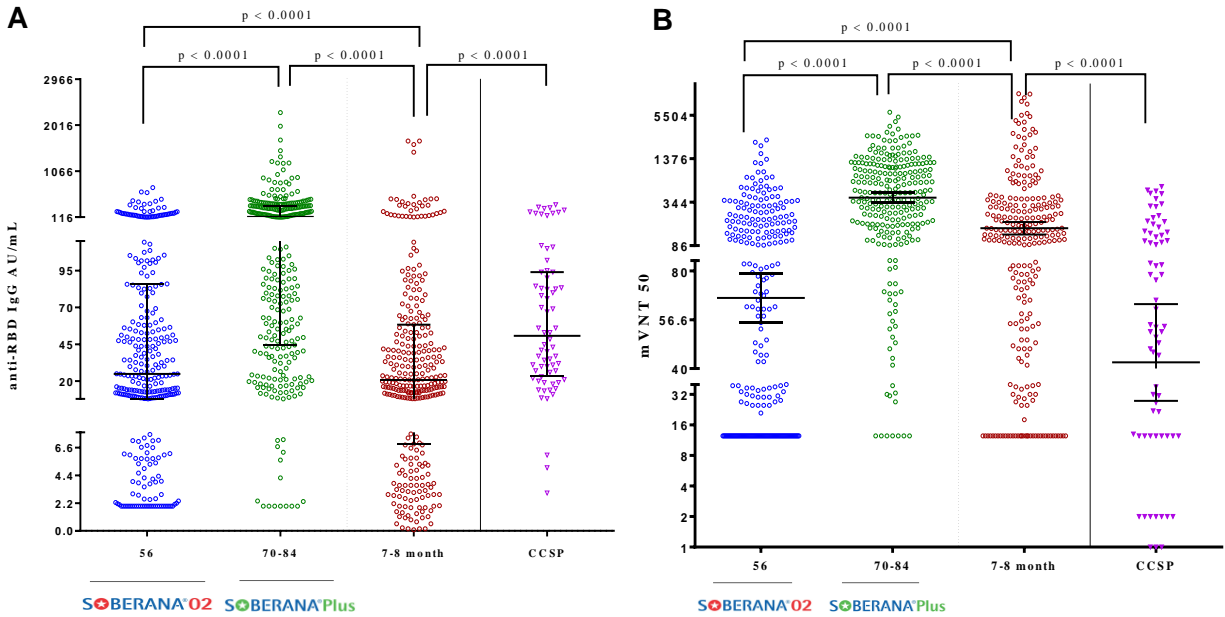 A
p < 0.0001
p < 0.0001
p < 0.0001
p < 0.0001
anti-RBD IgG AU/mL
2966
2016
1066
116
95
70
45
20
6.6
4.4
2.2
0.0
56
70-84
7-8 month
CCSP
SOBERANA®02
SOBERANA®Plus
B
p < 0.0001
p < 0.0001
p < 0.0001
p < 0.0001
mVNT 50
5504
1376
344
86
80
56.6
40
32
16
8
4
2
1
56
70-84
7-8 month
CCSP
SOBERANA®02
SOBERANA®Plus